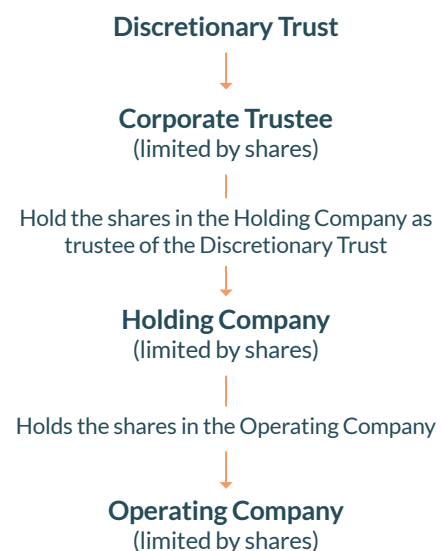 Discretionary Trust
Corporate Trustee
(limited by shares)
Hold the shares in the Holding Company as
trustee of the Discretionary Trust
Holding Company
(limited by shares)
Holds the shares in the Operating Company
Operating Company
(limited by shares)